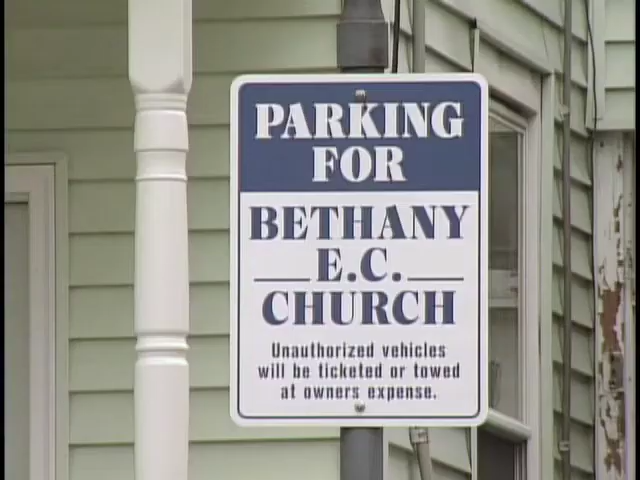 PARKING
FOR
BETHANY
E.C.
CHURCH
Unauthorized vehicles
will be ticketed or towed
at owners expense.